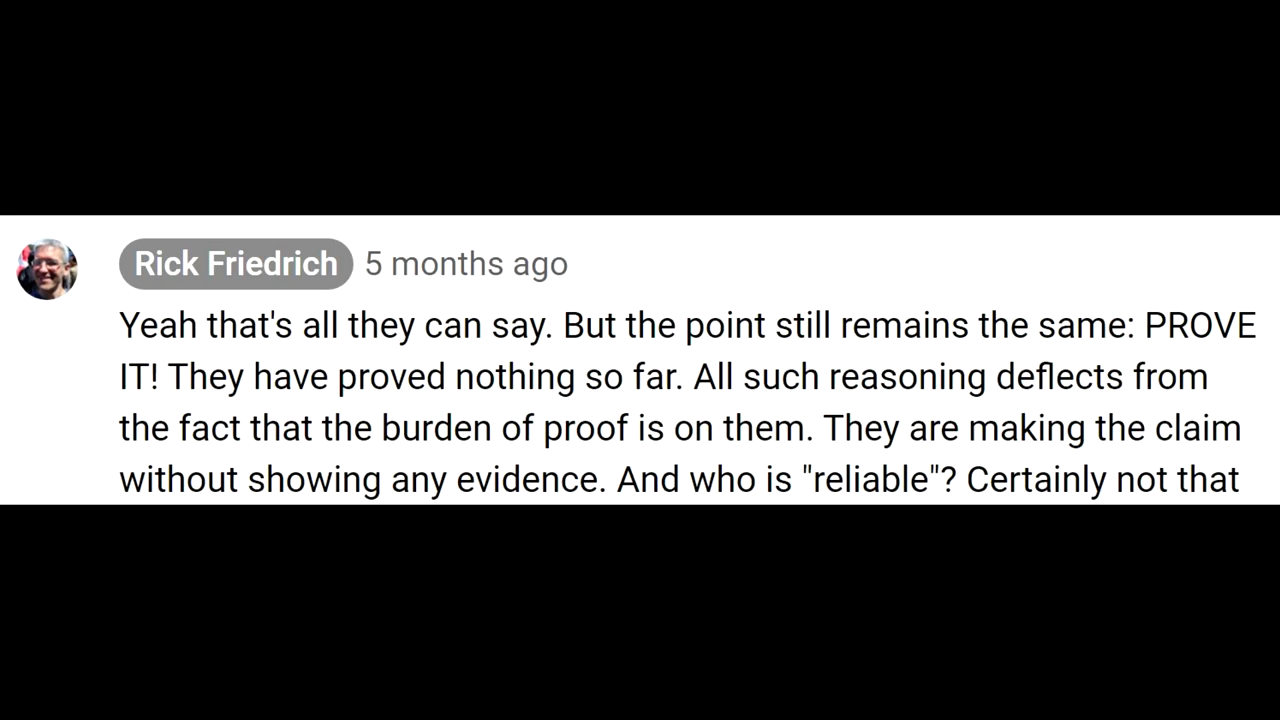 Rick Friedrich 5 months ago
Yeah that's all they can say. But the point still remains the same: PROVE
IT! They have proved nothing so far. All such reasoning deflects from
the fact that the burden of proof is on them. They are making the claim
without showing any evidence. And who is "reliable"? Certainly not that